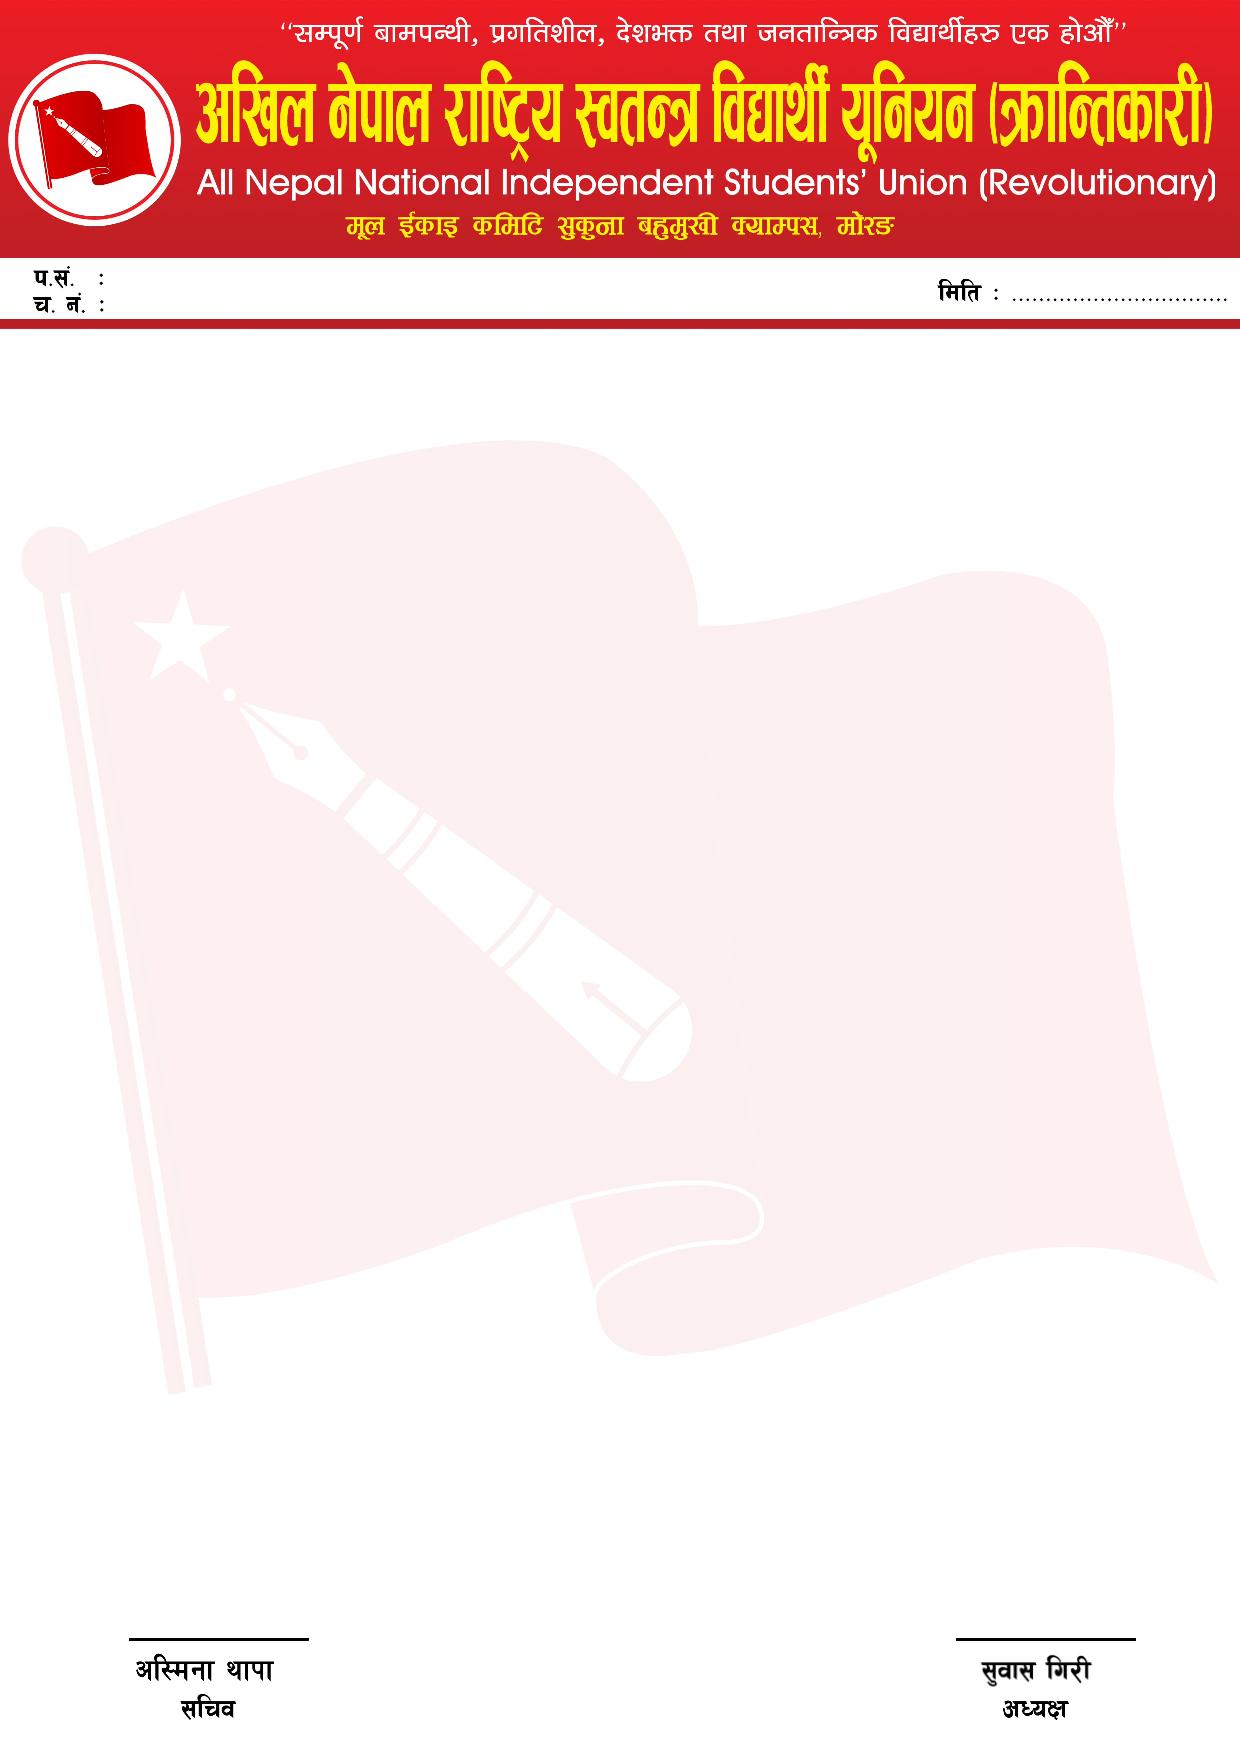 “सम्पूर्ण बामपन्थी, प्रगतिशील, देशभक्त तथा जनतान्त्रिक विद्यार्थीहरु एक होऔँ”
अखिल नेपाल राष्ट्रिय स्वतन्त्र विद्यार्थी यूनियन (क्रान्तिकारी)
All Nepal National Independent Students’ Union (Revolutionary)
मूल ईकाइ कमिटि सुकुना बहुमुखी क्याम्पस, मोरङ
प.सं. :
च. नं. :
मिति : ................................
अस्मिना थापा
सचिव
सुवास गिरी
अध्यक्ष